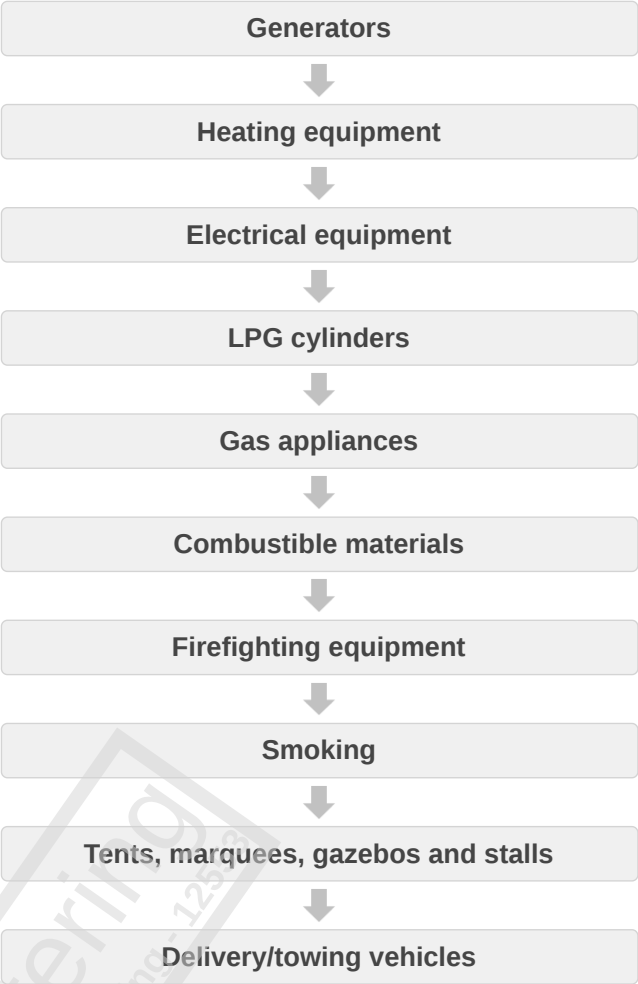 Generators
Heating equipment
Electrical equipment
LPG cylinders
Gas appliances
Combustible materials
Firefighting equipment
Smoking
Tents, marquees, gazebos and stalls
Delivery/towing vehicles